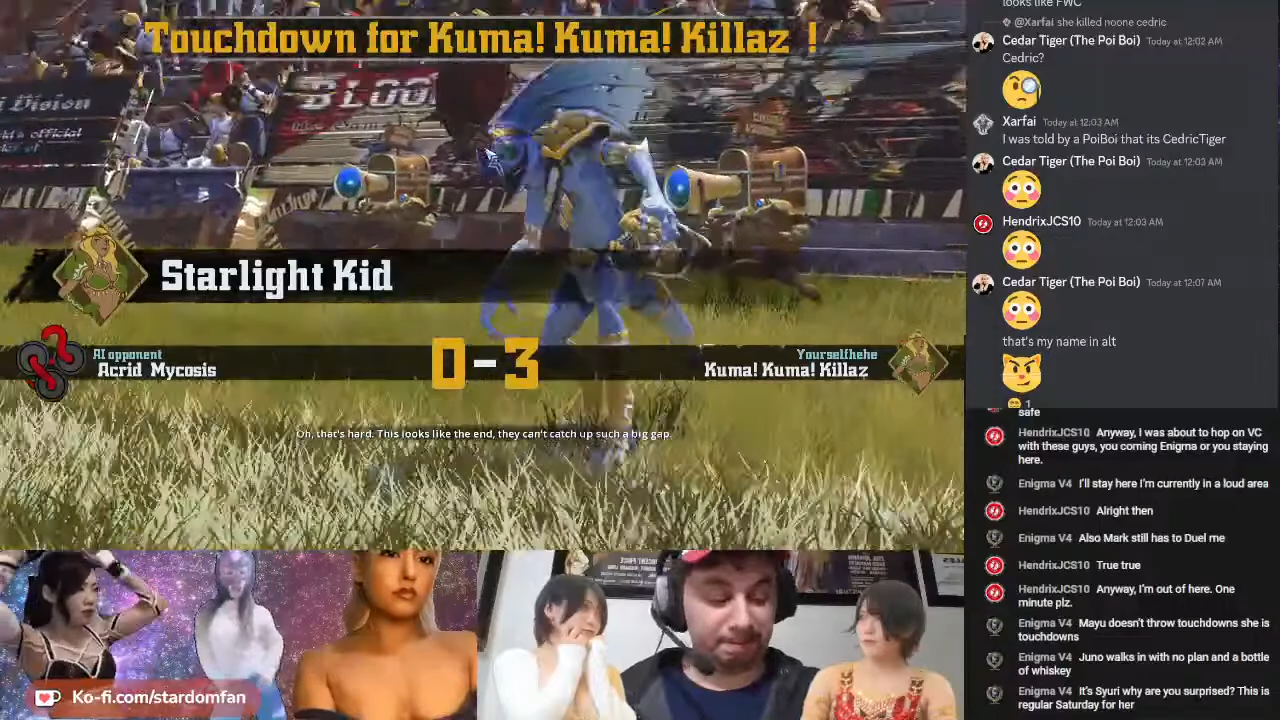 Touchdown for Kuma! Kuma! Killaz !
Vision
official
BLOO
Starlight Kid
AI opponent
Acrid Mycosis
0-3
Yourselfhehe
Kuma! Kuma! Killaz
Oh, that's hard. This looks like the end, they can't catch up such a big gap.
Ko-fi.com/stardomfan
looks like FWC
@Xarfai she killed noone cedric
Cedar Tiger (The Poi Boi) Today at 12:02 AM
Cedric?
Xarfai Today at 12:03 AM
I was told by a PoiBoi that its CedricTiger
Cedar Tiger (The Poi Boi) Today at 12:03 AM
HendrixJCS10 Today at 12:03 AM
Cedar Tiger (The Poi Boi) Today at 12:07 AM
that's my name in alt
1
safe
HendrixJCS10 Anyway, I was about to hop on VC
with these guys, you coming Enigma or you staying
here.
Enigma V4 I'll stay here I'm currently in a loud area
HendrixJCS10 Alright then
Enigma V4 Also Mark still has to Duel me
HendrixJCS10 True true
HendrixJCS10 Anyway, I'm out of here. One
minute plz.
Enigma V4 Mayu doesn't throw touchdowns she is
touchdowns
Enigma V4 Juno walks in with no plan and a bottle
of whiskey
Enigma V4 It's Syuri why are you surprised? This is
regular Saturday for her